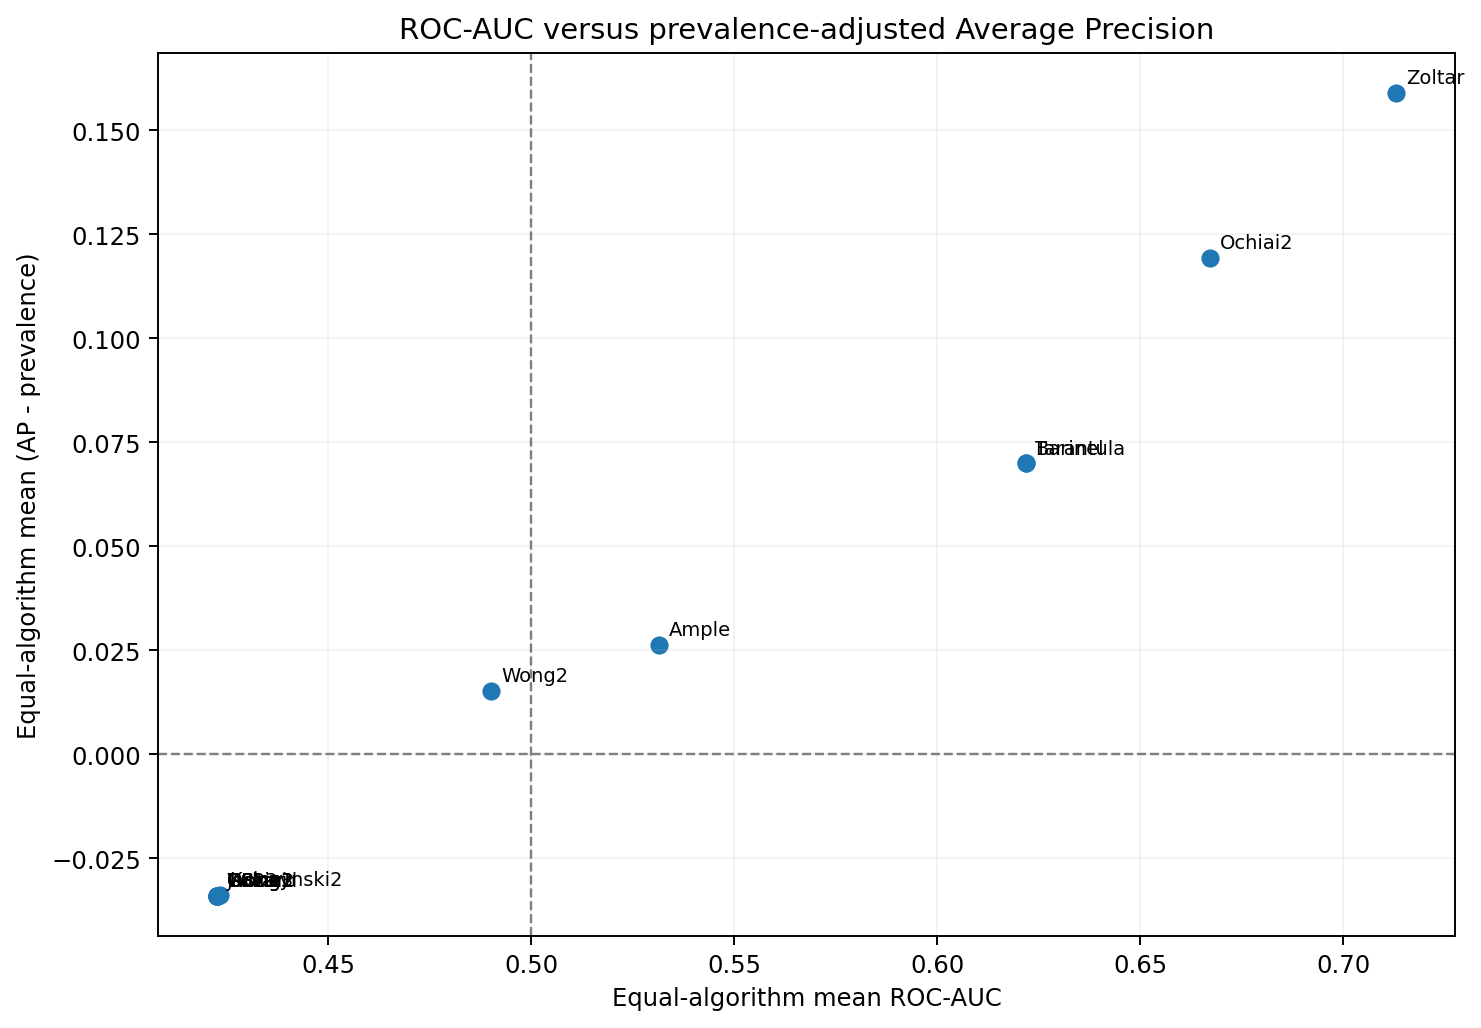 ROC-AUC versus prevalence-adjusted Average Precision
Zoltar
0.150
Ochiai2
0.125
0.100
Tarantula
0.075
0.050
Ample
0.025
Wong2
0.000
−0.025
0.45
0.50
0.55
0.60
0.65
0.70
Equal-algorithm mean ROC-AUC
Equal-algorithm mean (AP - prevalence)